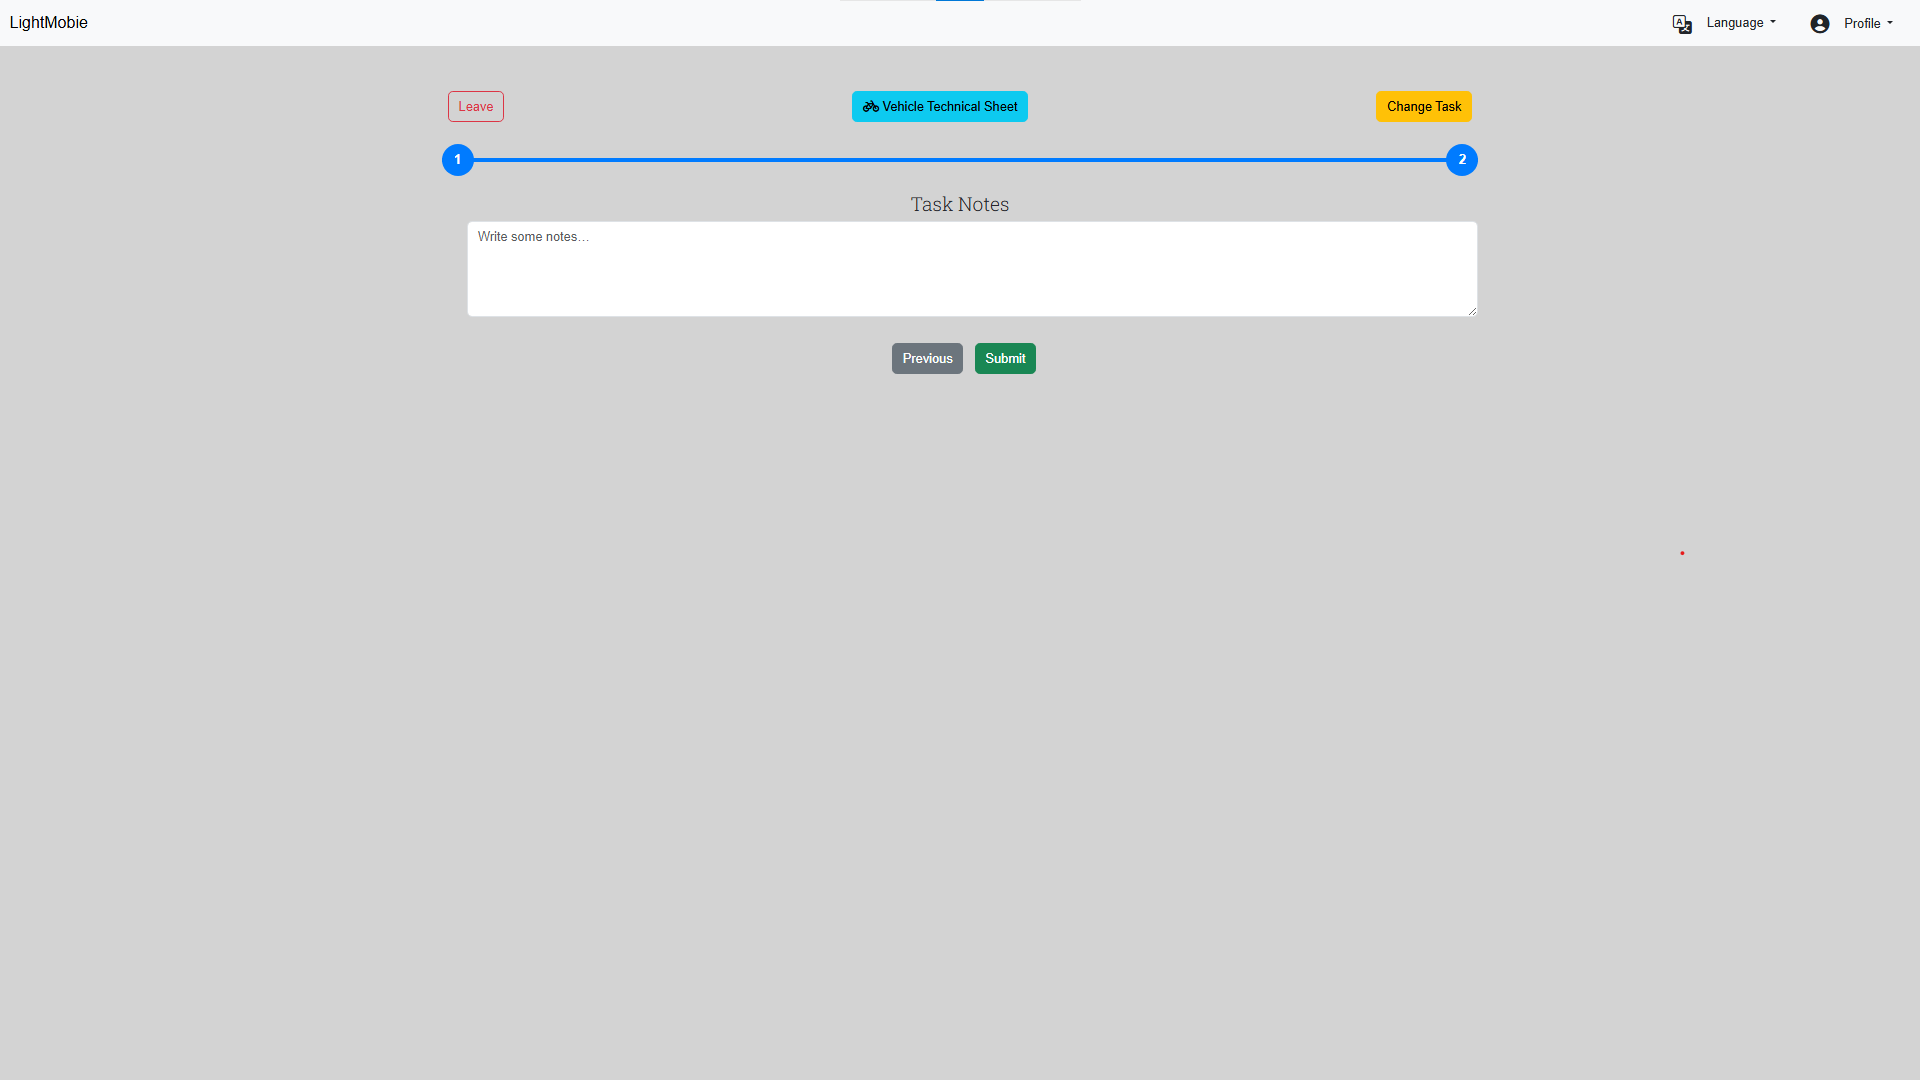 LightMobie
Language
Profile
Leave
Vehicle Technical Sheet
Change Task
1
2
Task Notes
Write some notes...
Previous
Submit